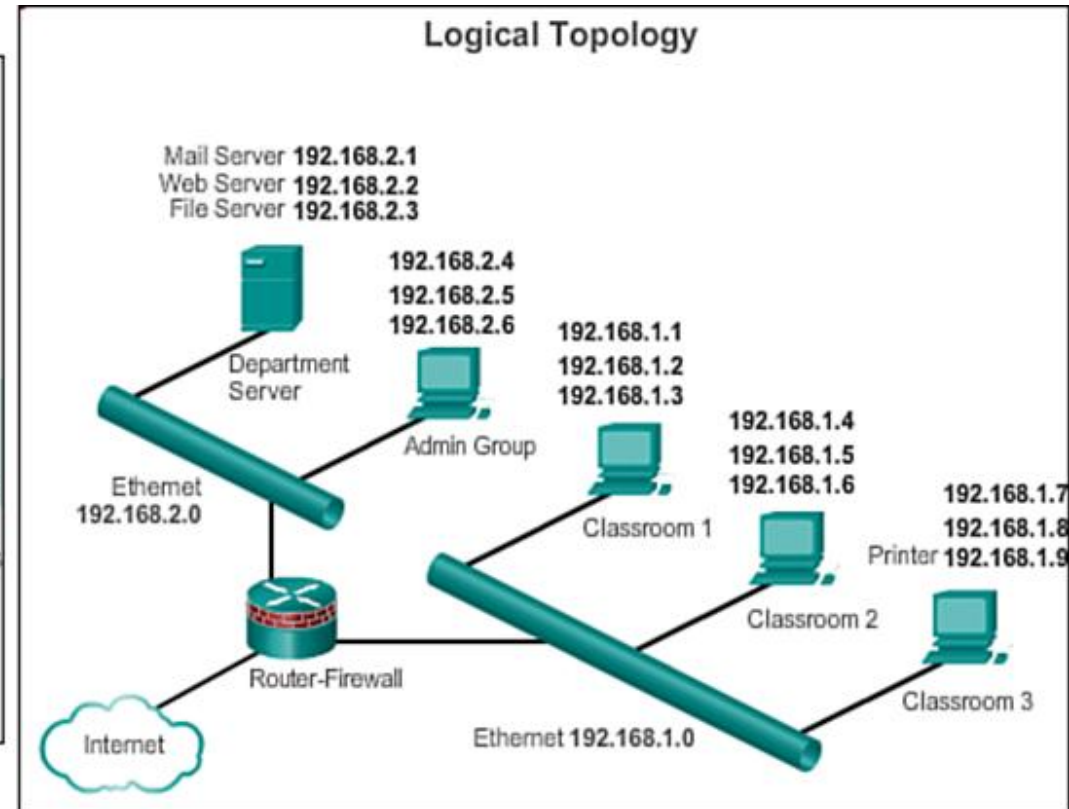 Logical Topology
Mail Server 192.168.2.1
Web Server 192.168.2.2
File Server 192.168.2.3
192.168.2.4
192.168.2.5
192.168.2.6
Department
Server
Admin Group
Ethernet
192.168.2.0
192.168.1.1
192.168.1.2
192.168.1.3
Classroom 1
192.168.1.4
192.168.1.5
192.168.1.6
Classroom 2
192.168.1.7
192.168.1.8
Printer 192.168.1.9
Classroom 3
Router-Firewall
Internet
Ethernet 192.168.1.0